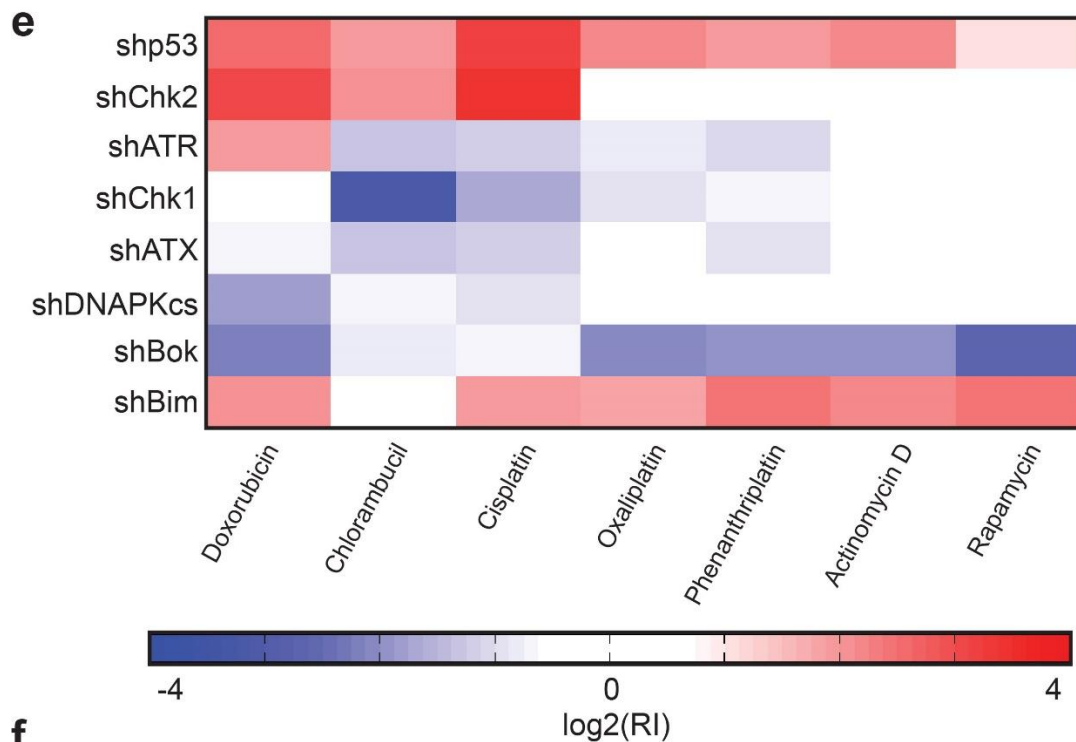 e
shp53
shChk2
shATR
shChk1
shATX
shDNAPKcs
shBok
shBim
Doxorubicin
Chlorambucil
Cisplatin
Oxaliplatin
Phenanthriplatin
Actinomycin D
Rapamycin
-4 0 4
log2(RI)
f